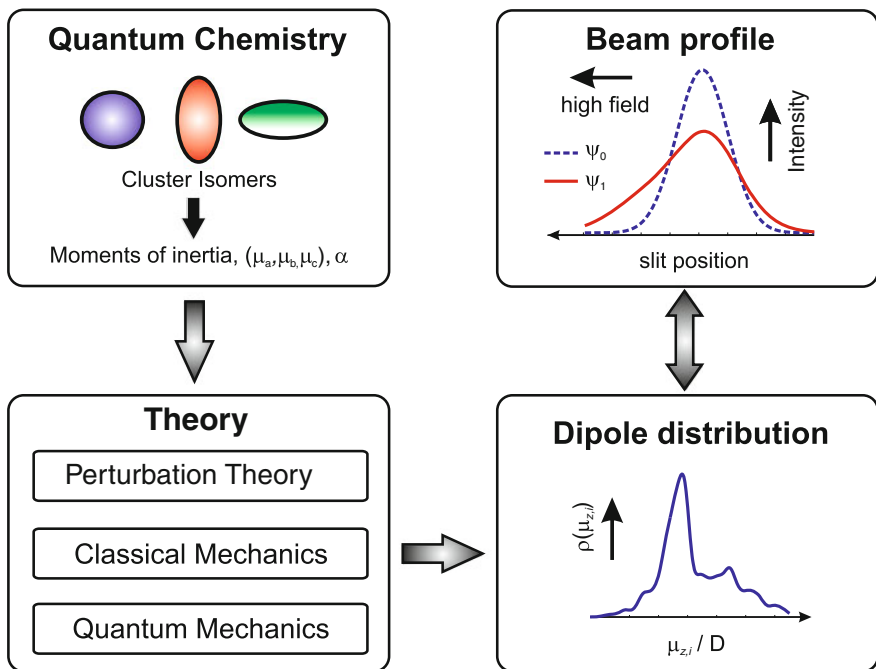 Quantum Chemistry
Cluster Isomers
Moments of inertia, (μa,μb,μc), α
Beam profile
high field
Intensity
ψ0
ψ1
slit position
Theory
Perturbation Theory
Classical Mechanics
Quantum Mechanics
Dipole distribution
ρ(μz,i)
μz,i / D